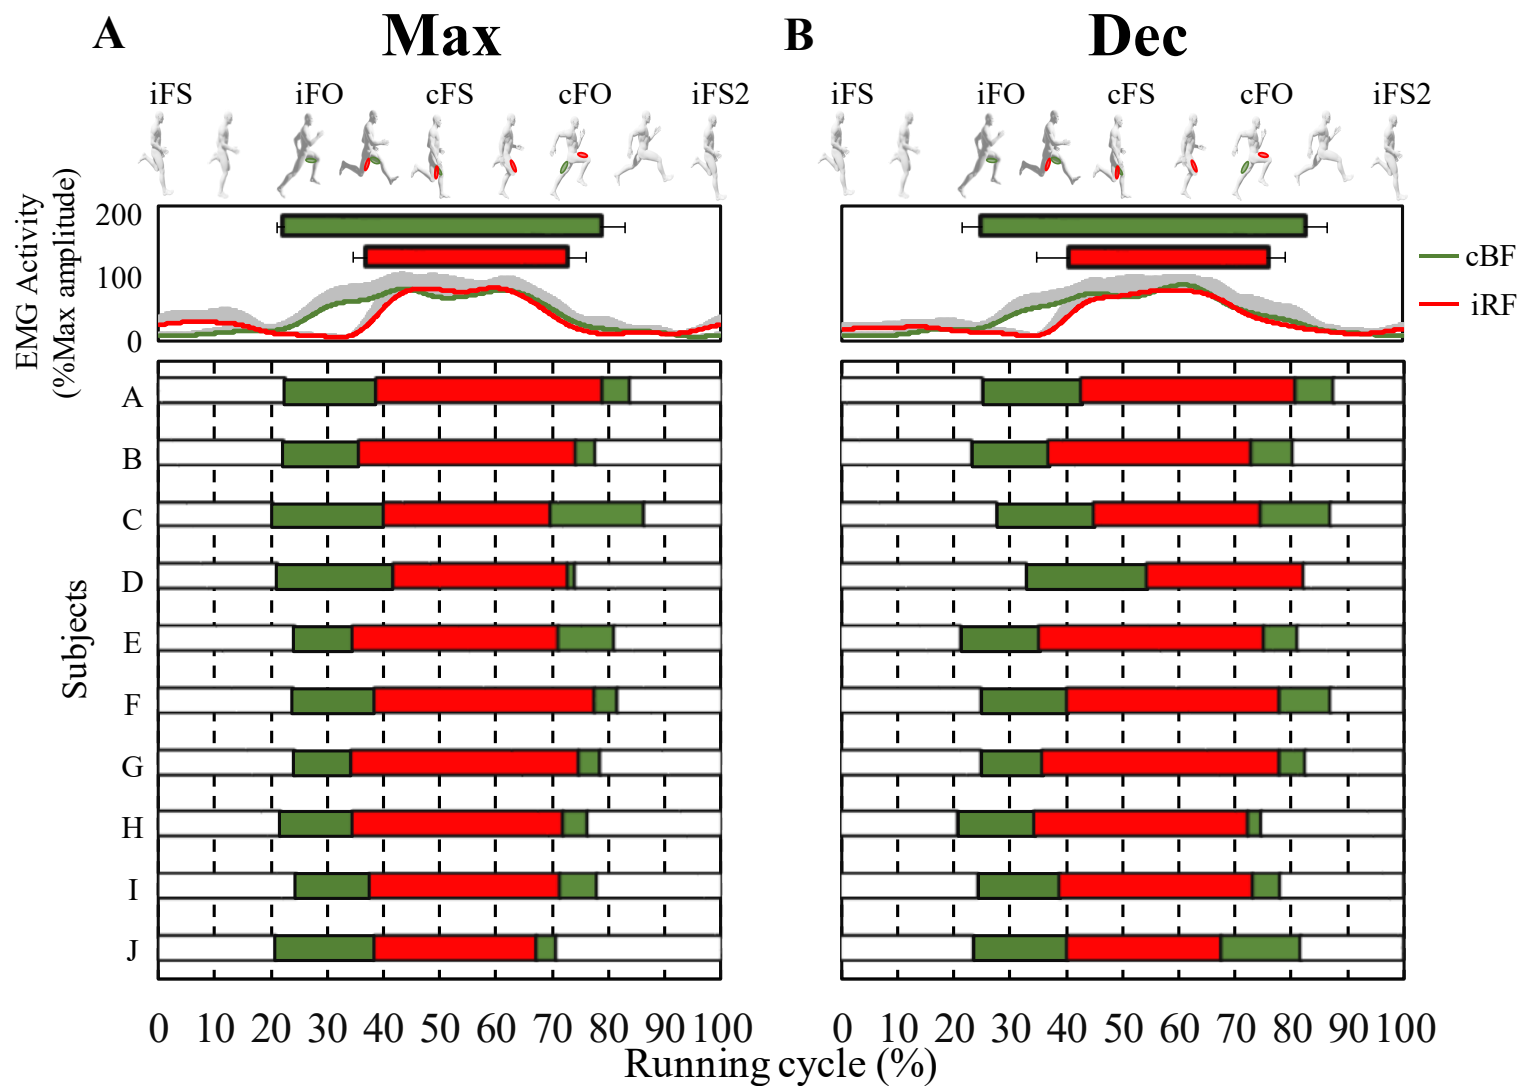 A Max
B Dec
iFS iFO cFS cFO iFS2
iFS iFO cFS cFO iFS2
EMG Activity
(%Max amplitude)
200
100
0
cBF
iRF
Subjects
A
B
C
D
E
F
G
H
I
J
0 10 20 30 40 50 60 70 80 90 100
0 10 20 30 40 50 60 70 80 90 100
Running cycle (%)